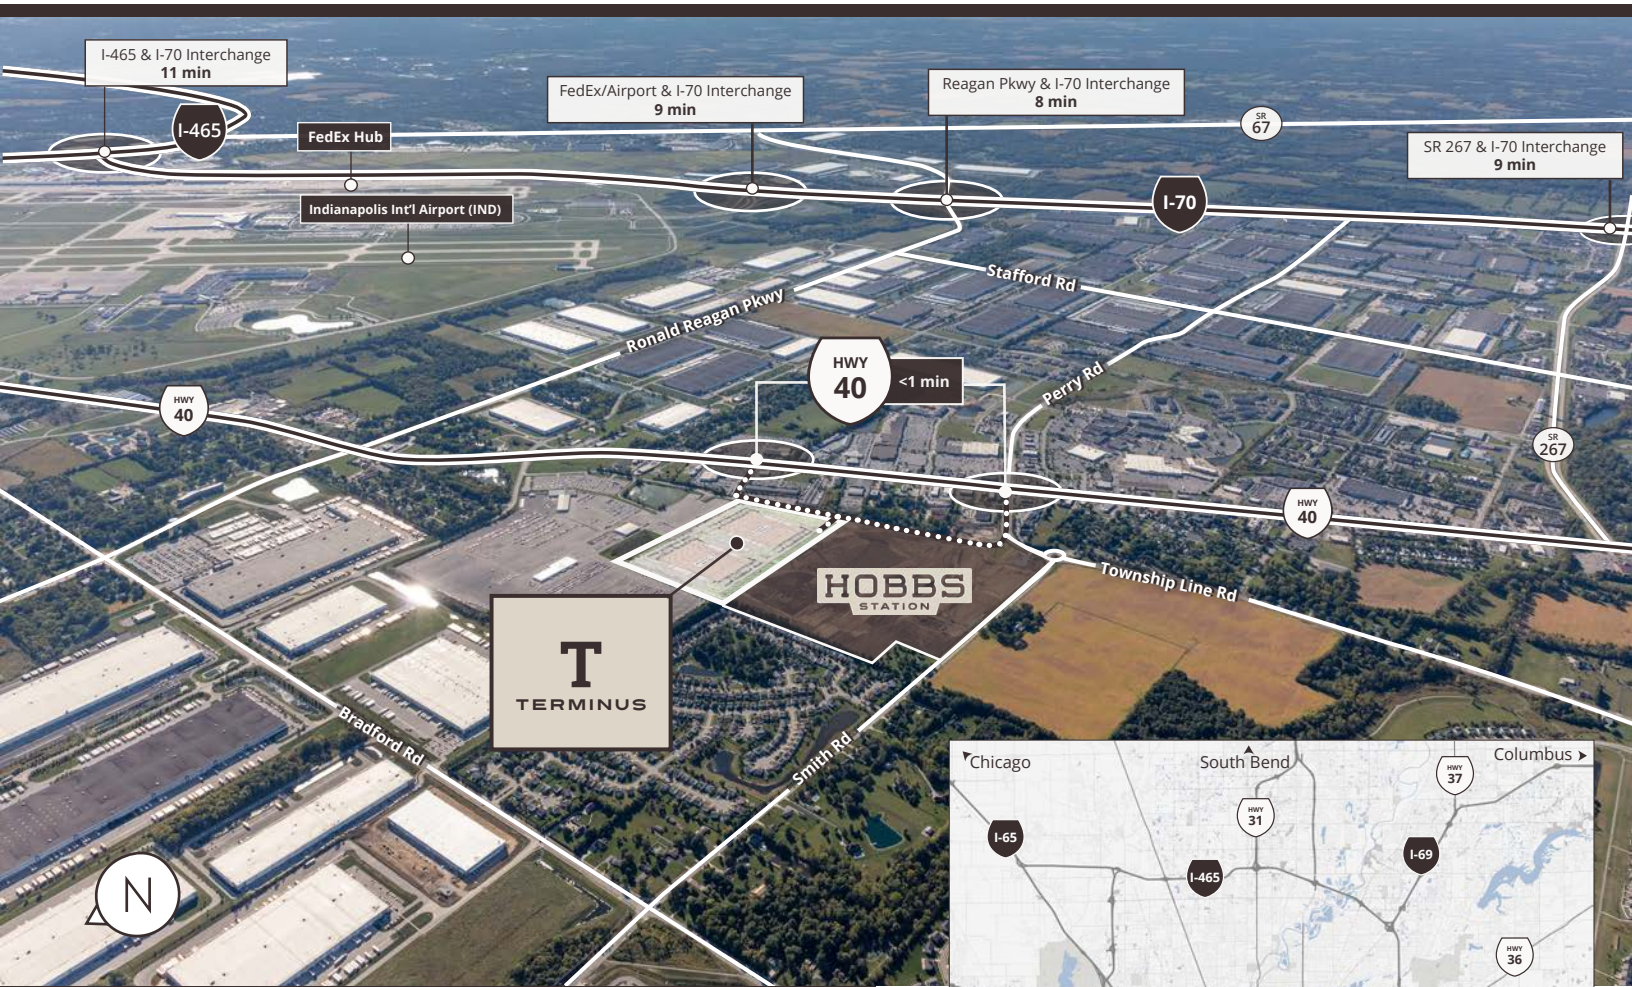 I-465 & I-70 Interchange
11 min
I-465
FedEx Hub
Indianapolis Int'l Airport (IND)
FedEx/Airport & I-70 Interchange
9 min
Reagan Pkwy & I-70 Interchange
8 min
SR
67
SR 267 & I-70 Interchange
9 min
I-70
Stafford Rd
Ronald Reagan Pkwy
HWY
40
<1 min
Perry Rd
HWY
40
SR
267
HWY
40
HOBBS
STATION
Township Line Rd
T
TERMINUS
Bradford Rd
Smith Rd
N
Chicago
South Bend
Columbus
HWY
37
HWY
31
I-65
I-69
I-465
HWY
36